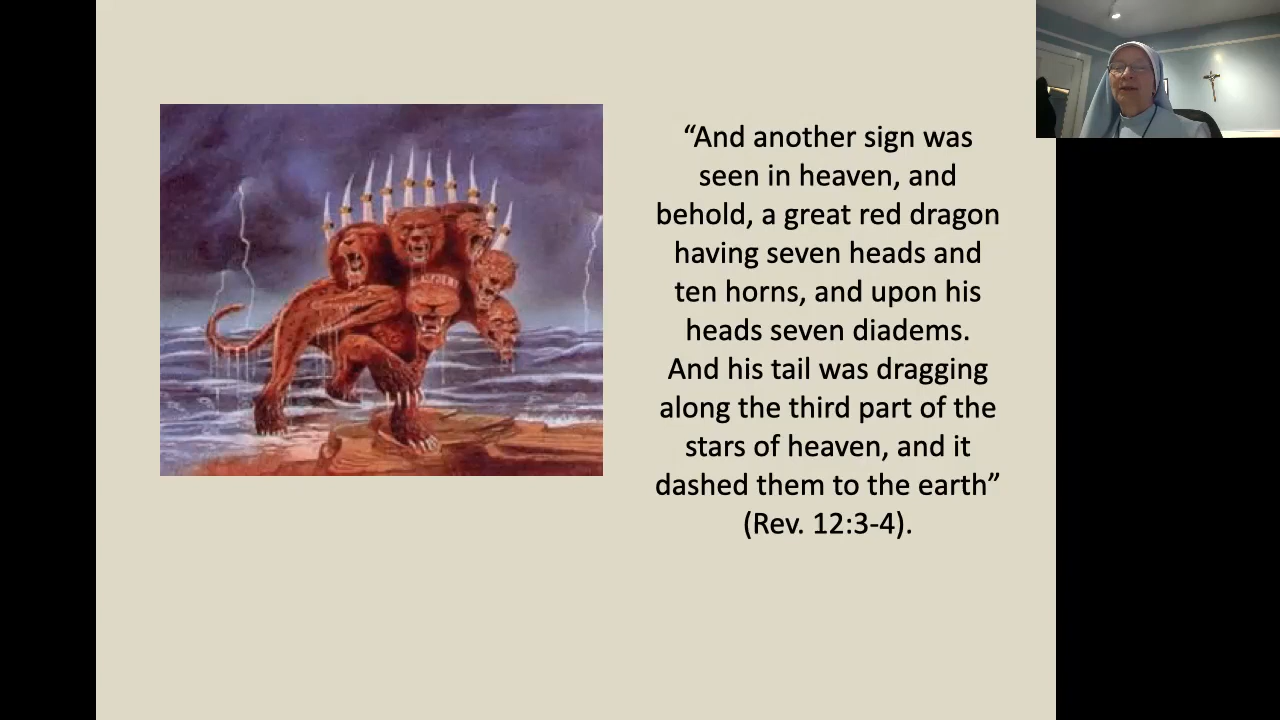 “And another sign was
seen in heaven, and
behold, a great red dragon
having seven heads and
ten horns, and upon his
heads seven diadems.
And his tail was dragging
along the third part of the
stars of heaven, and it
dashed them to the earth”
(Rev. 12:3-4).